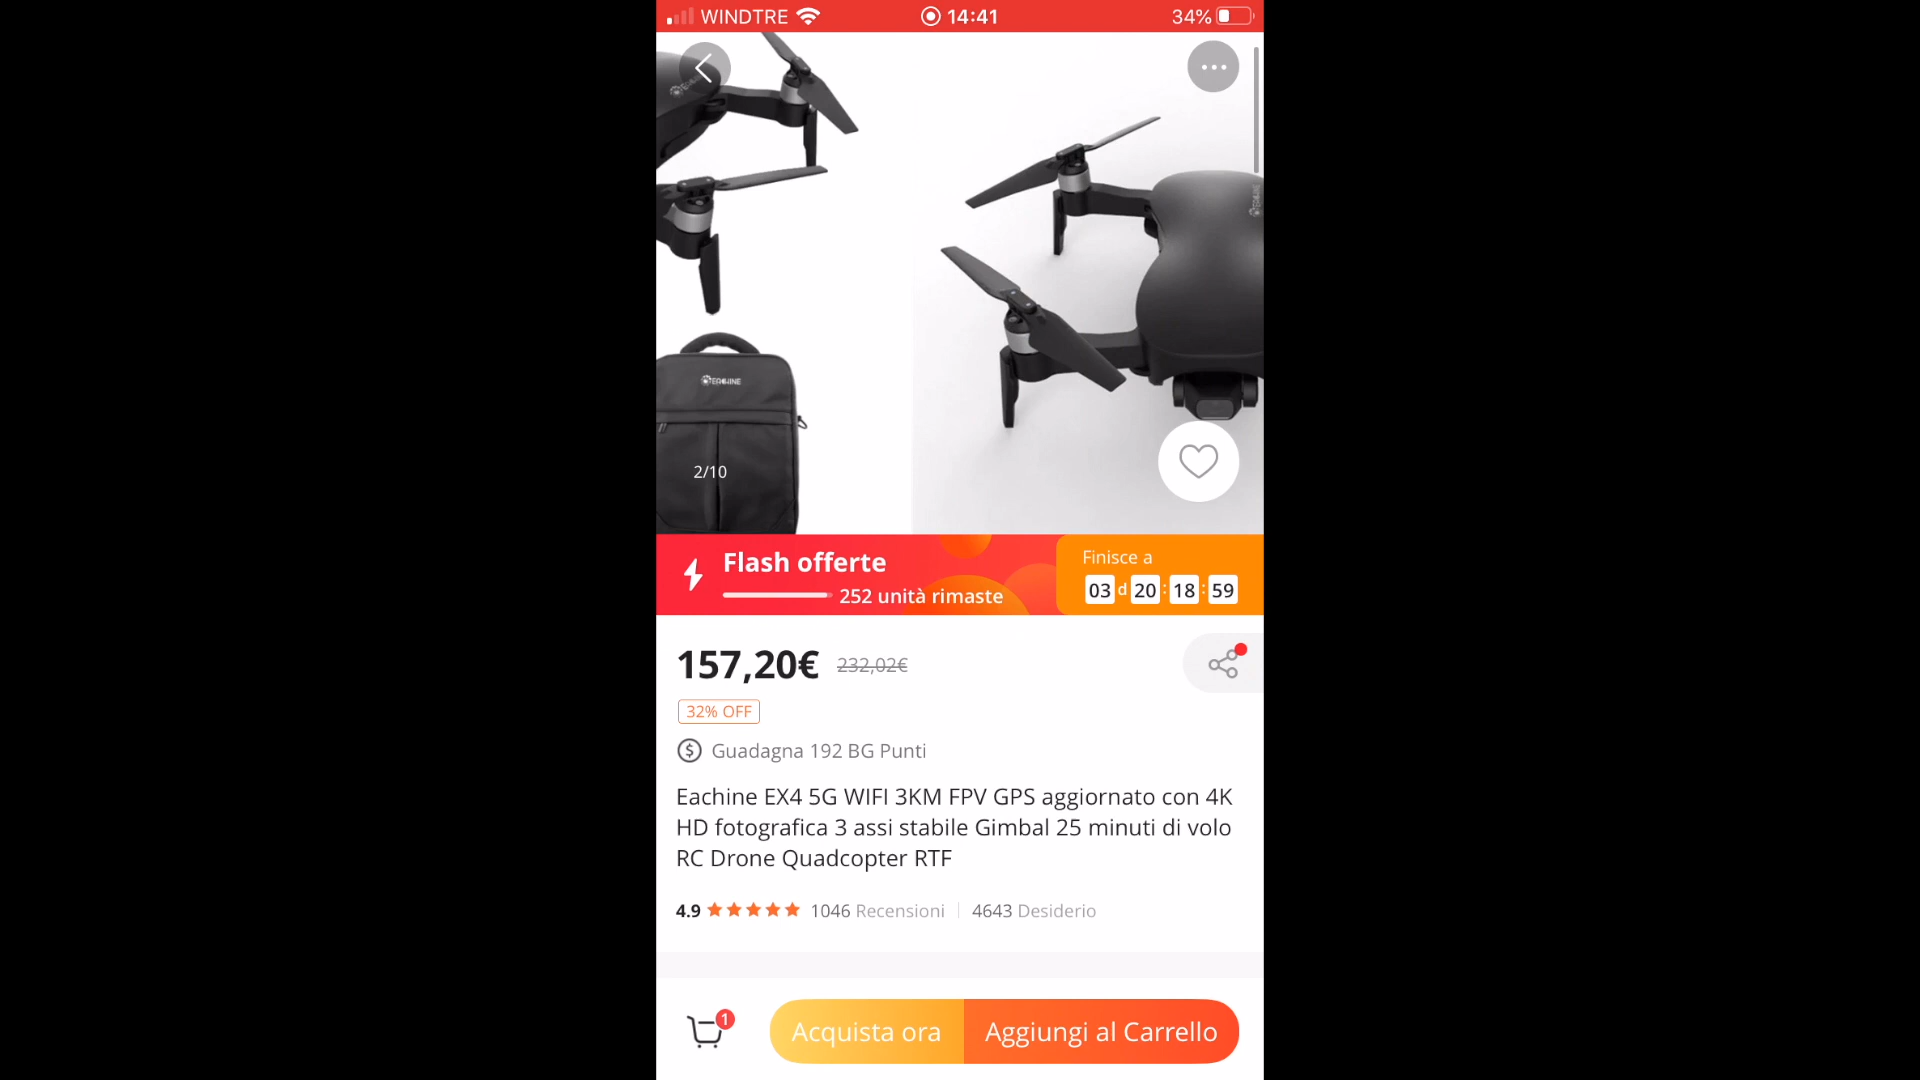 WINDTRE 14:41 34%
EACHINE
2/10
Flash offerte
252 unità rimaste
Finisce a
03 d 20 : 18 : 59
157,20€ 232,02€
32% OFF
Guadagna 192 BG Punti
Eachine EX4 5G WIFI 3KM FPV GPS aggiornato con 4K
HD fotografica 3 assi stabile Gimbal 25 minuti di volo
RC Drone Quadcopter RTF
4.9 1046 Recensioni 4643 Desiderio
1
Acquista ora Aggiungi al Carrello